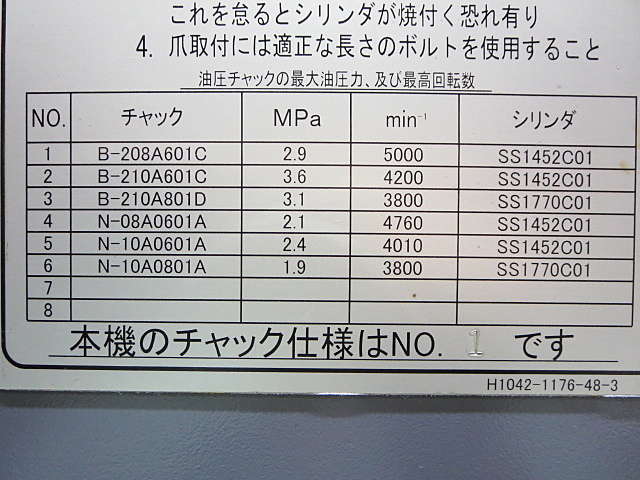 これを怠るとシリンダが焼付く恐れ有り
4. 爪取付には適正な長さのボルトを使用すること
油圧チャックの最大油圧力、及び最高回転数
NO. チャック MPa min⁻¹ シリンダ
1 B-208A601C 2.9 5000 SS1452C01
2 B-210A601C 3.6 4200 SS1452C01
3 B-210A801D 3.1 3800 SS1770C01
4 N-08A0601A 2.1 4760 SS1452C01
5 N-10A0601A 2.4 4010 SS1452C01
6 N-10A0801A 1.9 3800 SS1770C01
7
8
本機のチャック仕様はNO. 1 です
H1042-1176-48-3